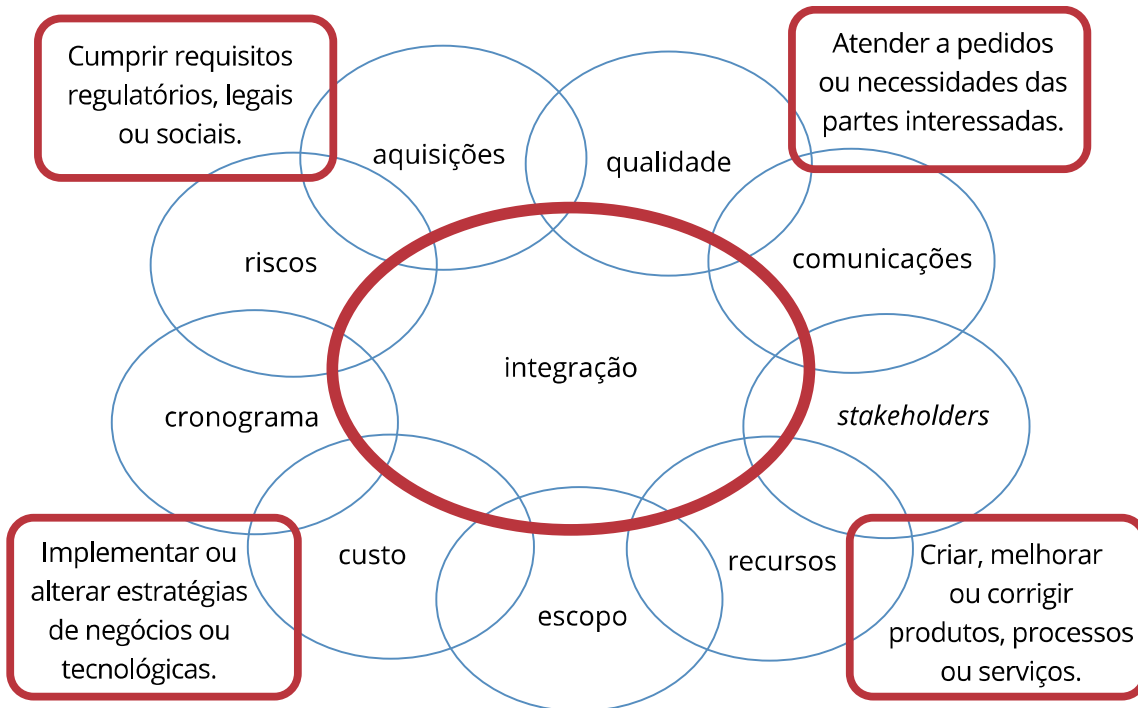 Cumprir requisitos
regulatórios, legais
ou sociais.
Atender a pedidos
ou necessidades das
partes interessadas.
aquisições
qualidade
riscos
comunicações
integração
cronograma
stakeholders
custo
recursos
escopo
Implementar ou
alterar estratégias
de negócios ou
tecnológicas.
Criar, melhorar
ou corrigir
produtos, processos
ou serviços.